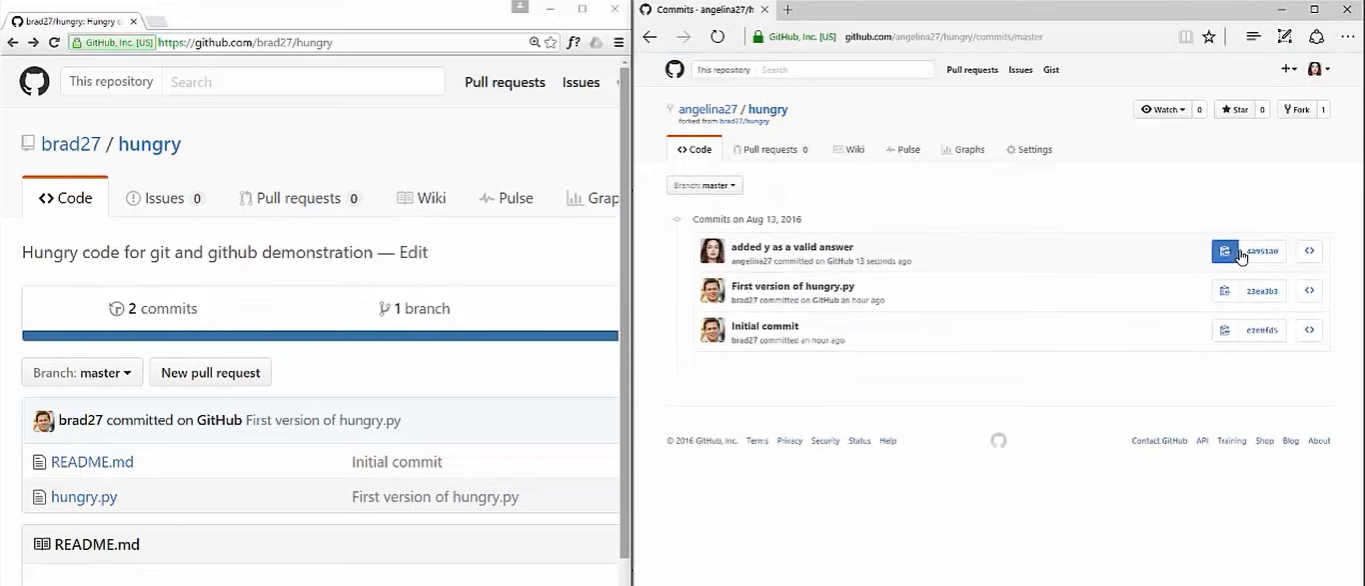 brad27/hungry: Hungry c
GitHub, Inc. [US] https://github.com/brad27/hungry
f?
This repository Search Pull requests Issues
brad27 / hungry
Code Issues 0 Pull requests 0 Wiki Pulse Grap
Hungry code for git and github demonstration — Edit
2 commits 1 branch
Branch: master New pull request
brad27 committed on GitHub First version of hungry.py
README.md Initial commit
hungry.py First version of hungry.py
README.md
Commits · angelina27/h
GitHub, Inc. [US] github.com/angelina27/hungry/commits/master
This repository Search Pull requests Issues Gist
angelina27 / hungry Watch 0 Star 0 Fork 1
forked from brad27/hungry
Code Pull requests 0 Wiki Pulse Graphs Settings
Branch: master
Commits on Aug 13, 2016
added y as a valid answer
angelina27 committed on GitHub 13 seconds ago
First version of hungry.py 23ea3b3
brad27 committed on GitHub an hour ago
Initial commit
brad27 committed an hour ago
© 2016 GitHub, Inc. Terms Privacy Security Status Help Contact GitHub API Training Shop Blog About